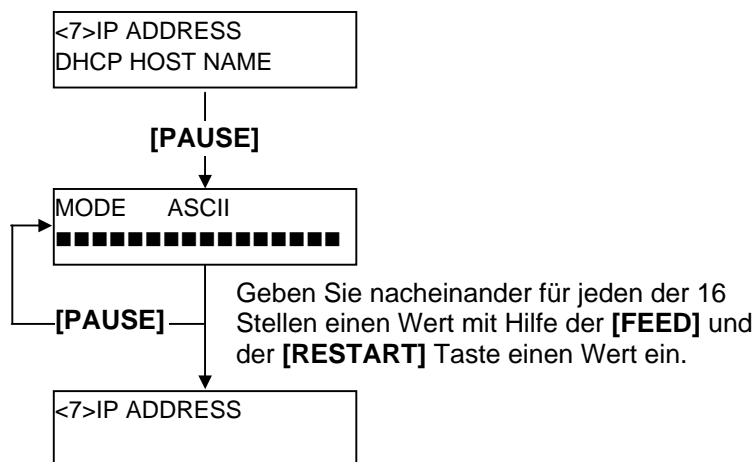 <7>IP ADDRESS
DHCP HOST NAME
[PAUSE]
MODE ASCII
■■■■■■■■■■■■■■■■
[PAUSE]
Geben Sie nacheinander für jeden der 16
Stellen einen Wert mit Hilfe der [FEED] und
der [RESTART] Taste einen Wert ein.
<7>IP ADDRESS